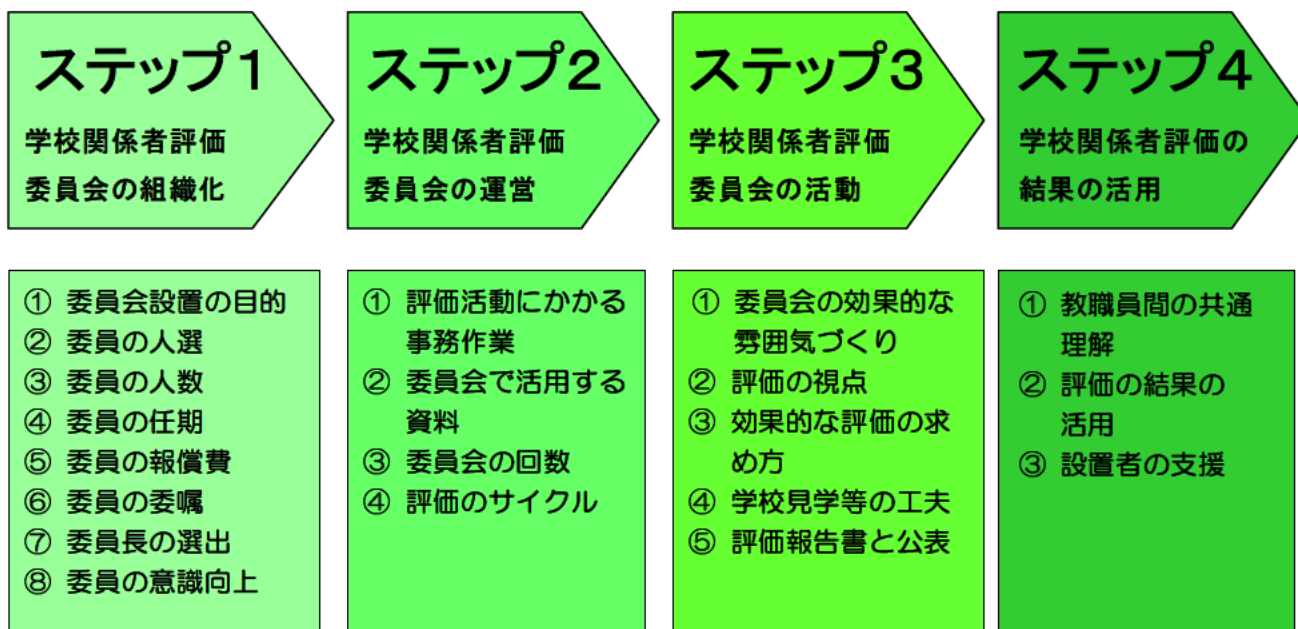 ステップ1
学校関係者評価
委員会の組織化
ステップ2
学校関係者評価
委員会の運営
ステップ3
学校関係者評価
委員会の活動
ステップ4
学校関係者評価の
結果の活用
① 委員会設置の目的
② 委員の人選
③ 委員の人数
④ 委員の任期
⑤ 委員の報償費
⑥ 委員の委嘱
⑦ 委員長の選出
⑧ 委員の意識向上
① 評価活動にかかる
事務作業
② 委員会で活用する
資料
③ 委員会の回数
④ 評価のサイクル
① 委員会の効果的な
雰囲気づくり
② 評価の視点
③ 効果的な評価の求
め方
④ 学校見学等の工夫
⑤ 評価報告書と公表
① 教職員間の共通
理解
② 評価の結果の
活用
③ 設置者の支援